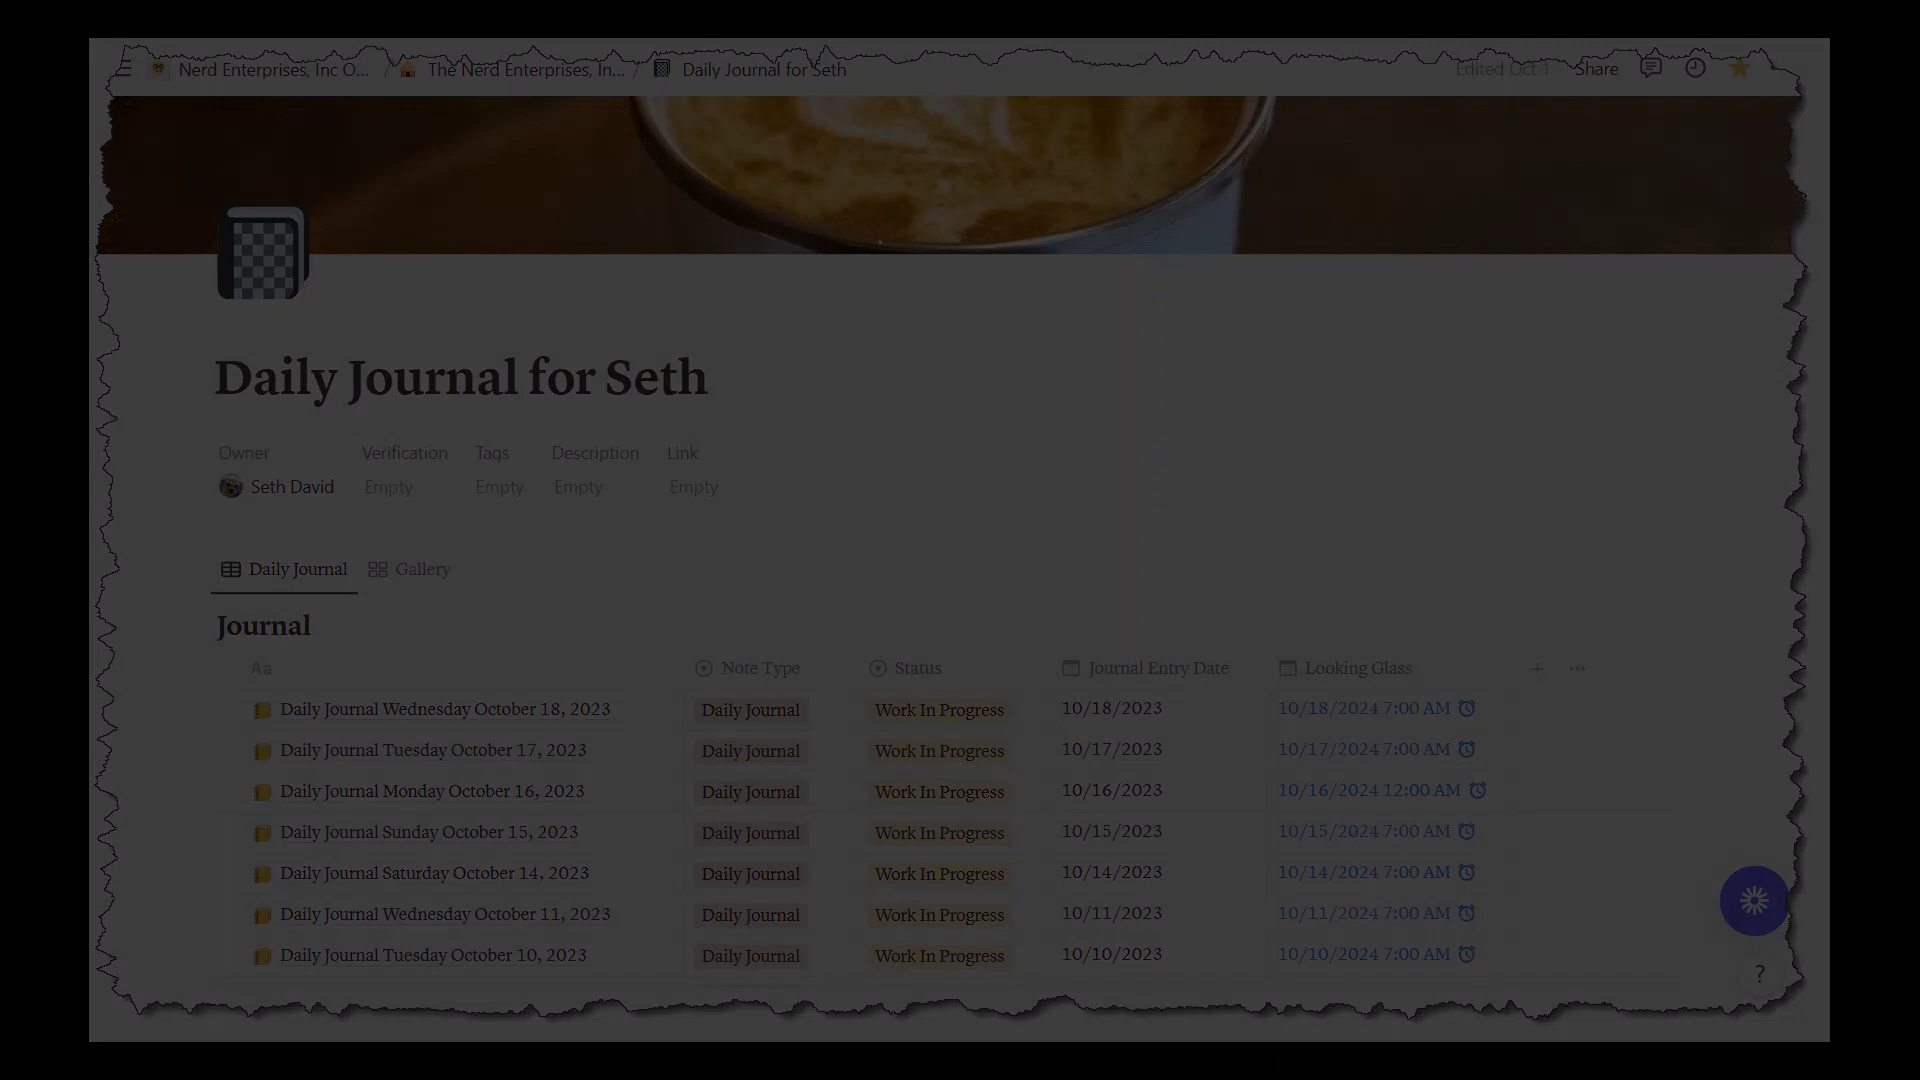 Nerd Enterprises, Inc O... / The Nerd Enterprises, In... / Daily Journal for Seth Edited Oct 1 Share
Daily Journal for Seth
Owner Verification Tags Description Link
Seth David Empty Empty Empty Empty
Daily Journal Gallery
Journal
Aa Note Type Status Journal Entry Date Looking Glass
Daily Journal Wednesday October 18, 2023 Daily Journal Work In Progress 10/18/2023 10/18/2024 7:00 AM
Daily Journal Tuesday October 17, 2023 Daily Journal Work In Progress 10/17/2023 10/17/2024 7:00 AM
Daily Journal Monday October 16, 2023 Daily Journal Work In Progress 10/16/2023 10/16/2024 12:00 AM
Daily Journal Sunday October 15, 2023 Daily Journal Work In Progress 10/15/2023 10/15/2024 7:00 AM
Daily Journal Saturday October 14, 2023 Daily Journal Work In Progress 10/14/2023 10/14/2024 7:00 AM
Daily Journal Wednesday October 11, 2023 Daily Journal Work In Progress 10/11/2023 10/11/2024 7:00 AM
Daily Journal Tuesday October 10, 2023 Daily Journal Work In Progress 10/10/2023 10/10/2024 7:00 AM
?